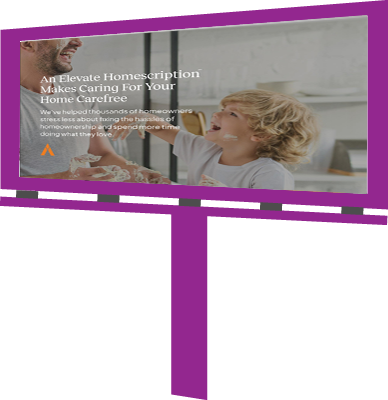 An Elevate Homescription™
Makes Caring For Your
Home Carefree
We've helped thousands of homeowners
stress less about fixing the hassles of
homeownership and spend more time
doing what they love.